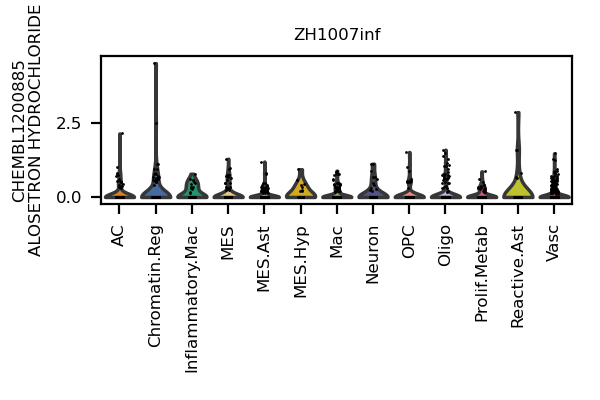 ZH1007inf
CHEMBL1200885
ALOSETRON HYDROCHLORIDE
2.5
0.0
AC
Chromatin.Reg
Inflammatory.Mac
MES
MES.Ast
MES.Hyp
Mac
Neuron
OPC
Oligo
Prolif.Metab
Reactive.Ast
Vasc